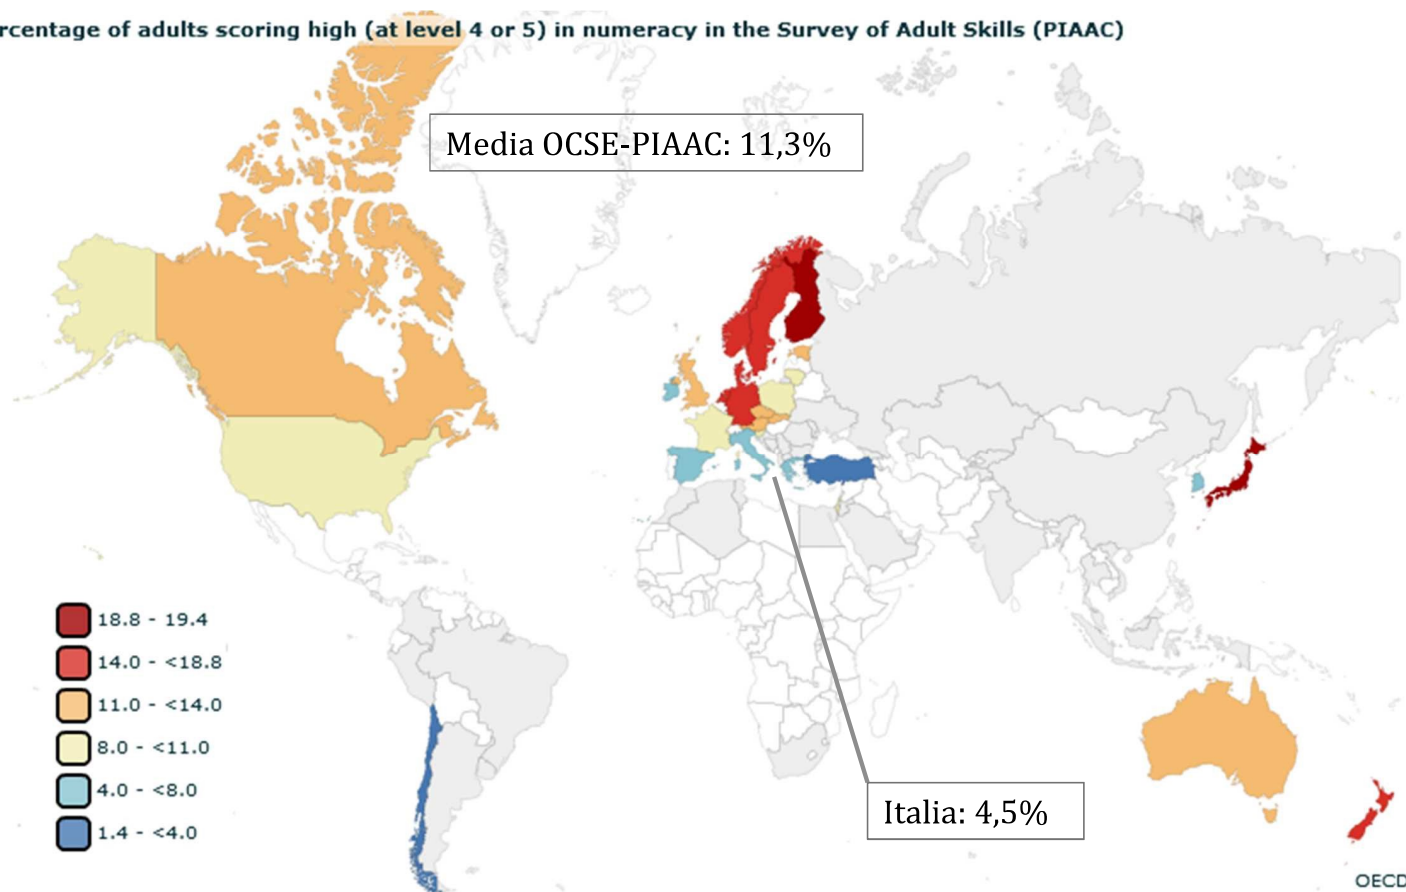 rcentage of adults scoring high (at level 4 or 5) in numeracy in the Survey of Adult Skills (PIAAC)
Media OCSE-PIAAC: 11,3%
18.8 - 19.4
14.0 - <18.8
11.0 - <14.0
8.0 - <11.0
4.0 - <8.0
1.4 - <4.0
Italia: 4,5%
OECD